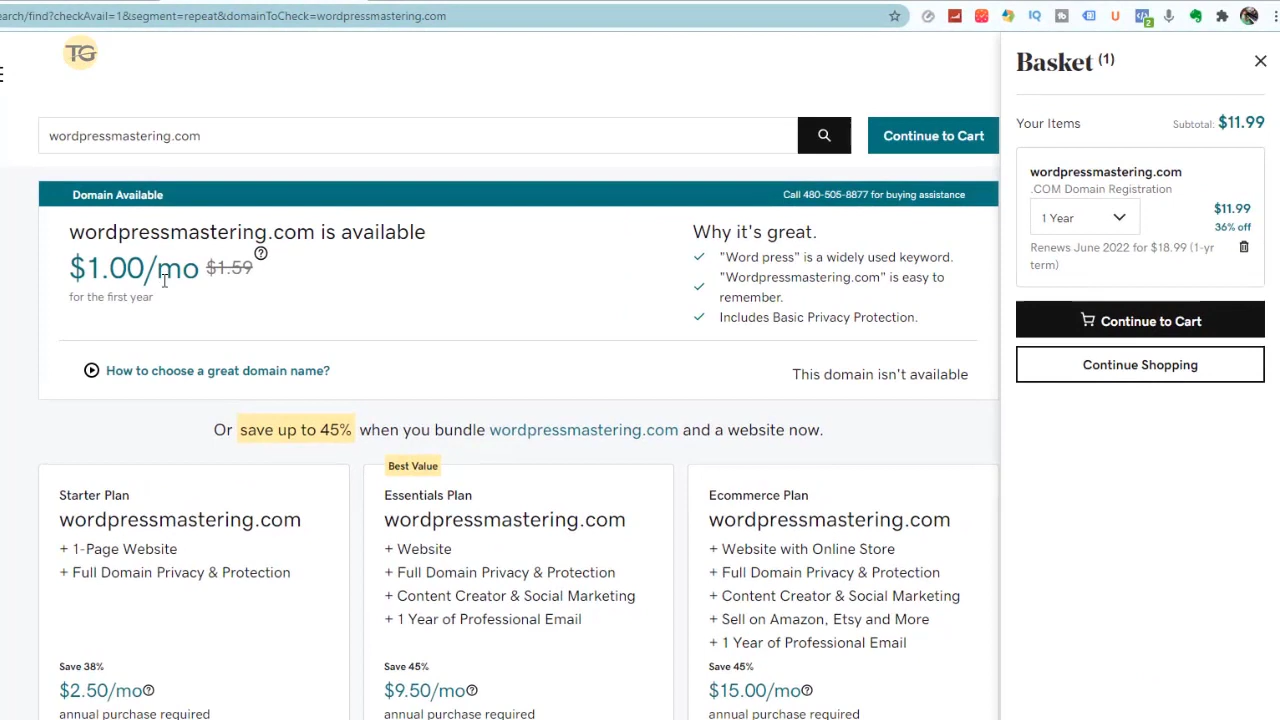 earch/find?checkAvail=1&segment=repeat&domainToCheck=wordpressmastering.com
TG
wordpressmastering.com
Continue to Cart
Domain Available
Call 480-505-8877 for buying assistance
wordpressmastering.com is available
$1.00/mo $1.59
for the first year
Why it's great.
"Word press" is a widely used keyword.
"Wordpressmastering.com" is easy to
remember.
Includes Basic Privacy Protection.
How to choose a great domain name?
This domain isn't available
Or save up to 45% when you bundle wordpressmastering.com and a website now.
Starter Plan
wordpressmastering.com
+ 1-Page Website
+ Full Domain Privacy & Protection
Save 38%
$2.50/mo
annual purchase required
Best Value
Essentials Plan
wordpressmastering.com
+ Website
+ Full Domain Privacy & Protection
+ Content Creator & Social Marketing
+ 1 Year of Professional Email
Save 45%
$9.50/mo
annual purchase required
Ecommerce Plan
wordpressmastering.com
+ Website with Online Store
+ Full Domain Privacy & Protection
+ Content Creator & Social Marketing
+ Sell on Amazon, Etsy and More
+ 1 Year of Professional Email
Save 45%
$15.00/mo
annual purchase required
Basket (1)
Your Items
Subtotal: $11.99
wordpressmastering.com
.COM Domain Registration
1 Year
$11.99
36% off
Renews June 2022 for $18.99 (1-yr
term)
Continue to Cart
Continue Shopping